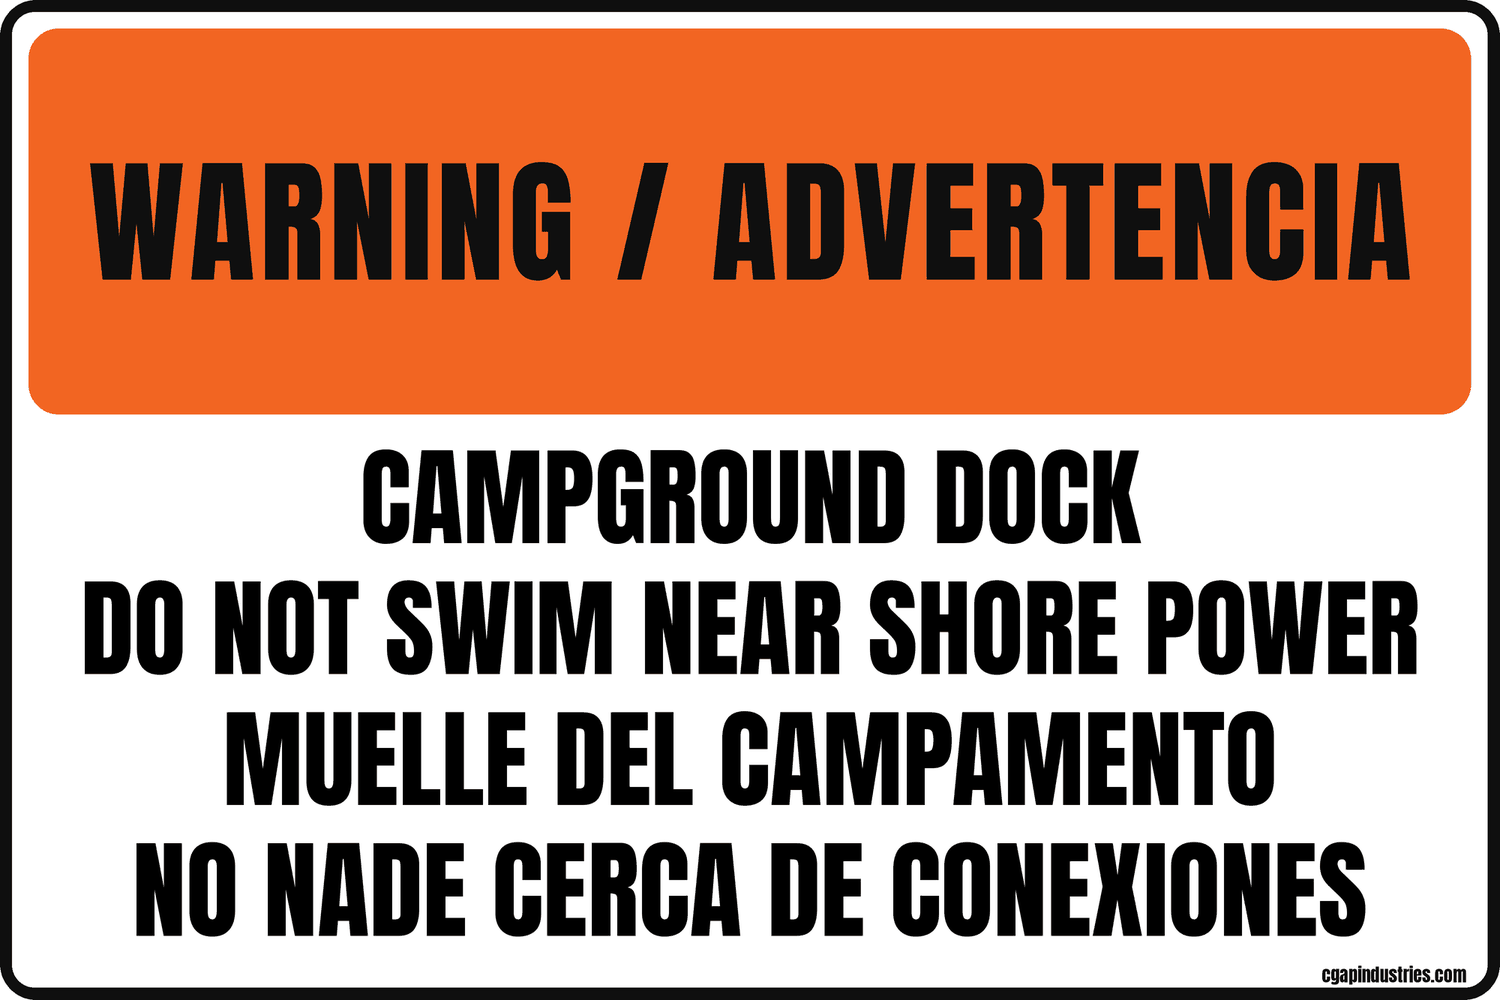 WARNING / ADVERTENCIA
CAMPGROUND DOCK
DO NOT SWIM NEAR SHORE POWER
MUELLE DEL CAMPAMENTO
NO NADE CERCA DE CONEXIONES
cgapindustries.com